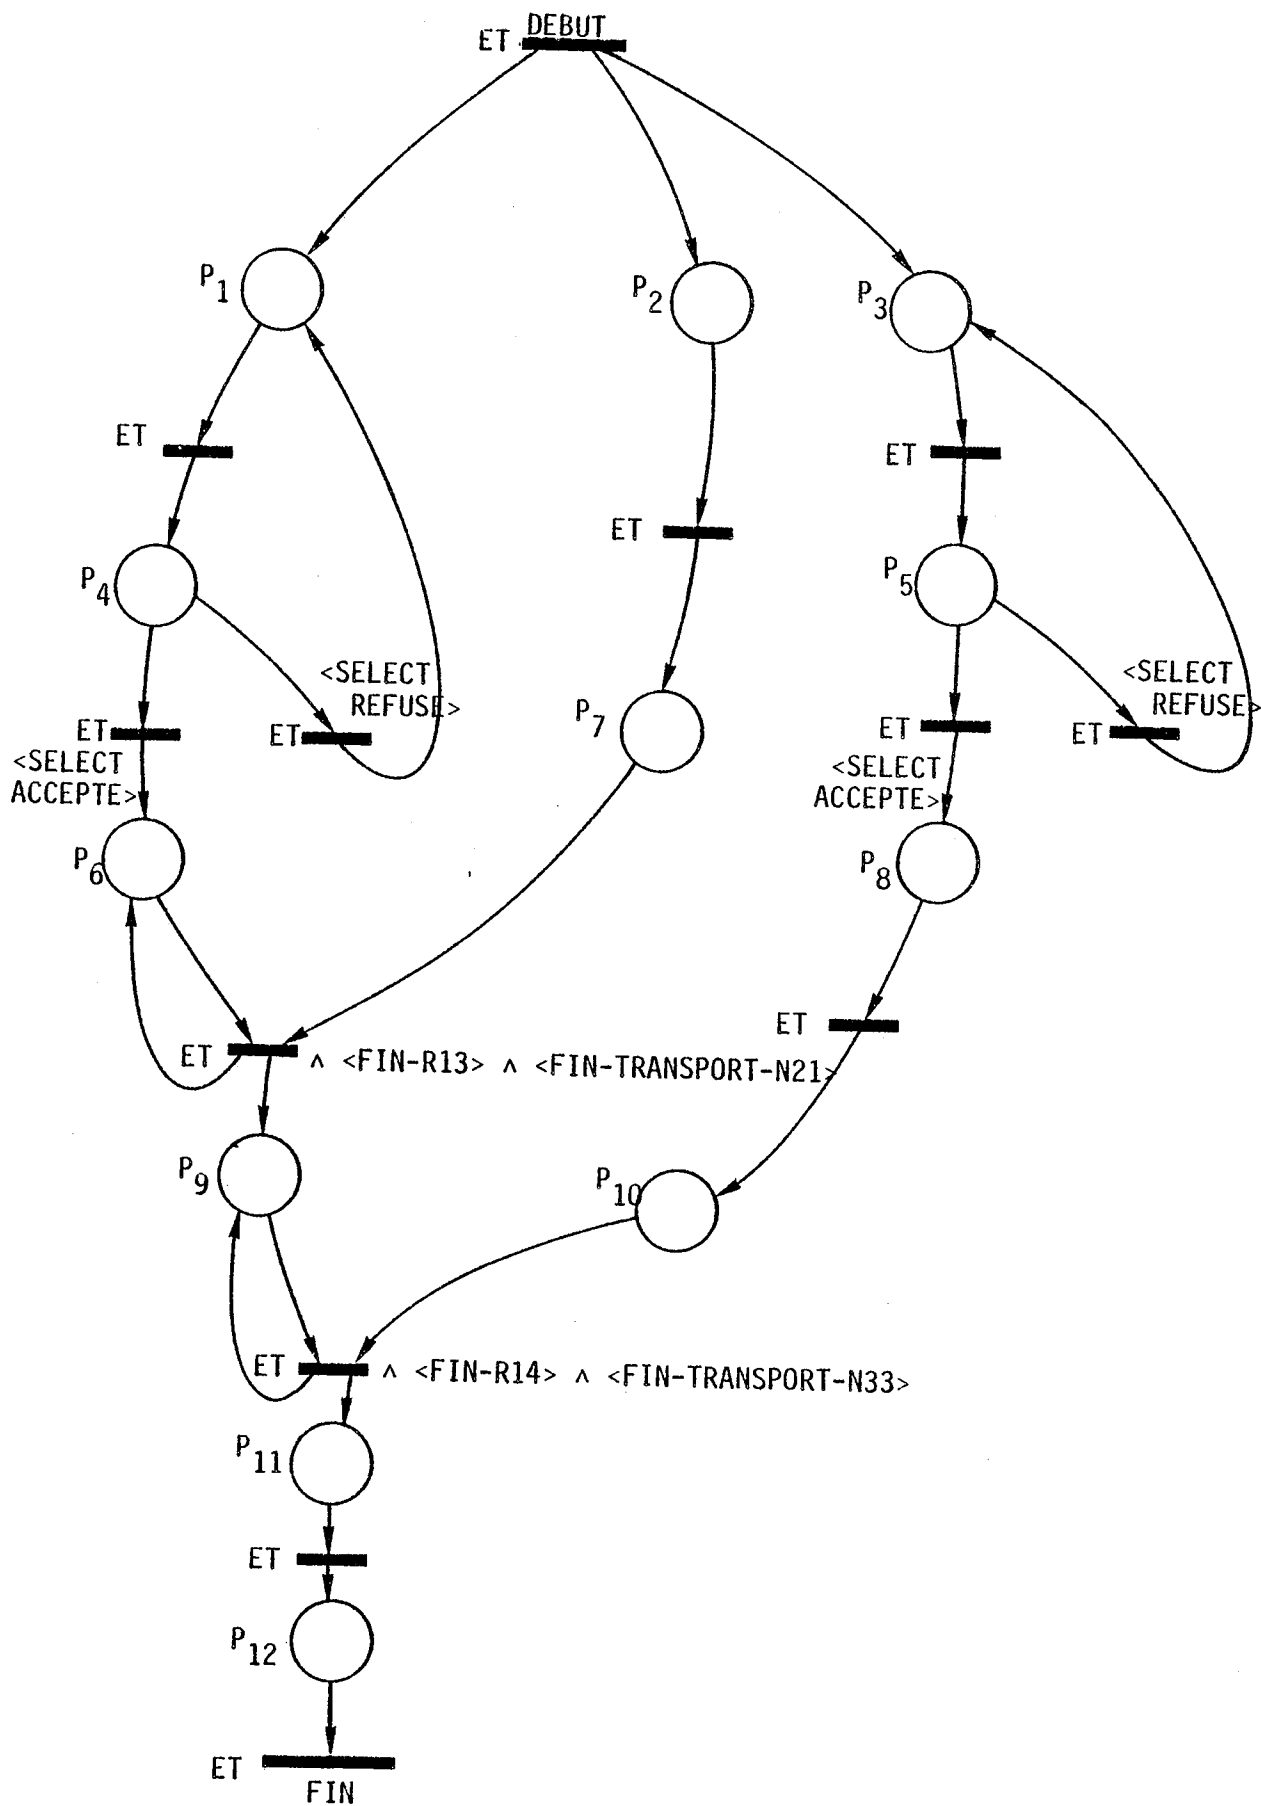 DEBUT
ET
P1
P2
P3
ET
ET
ET
P4
P5
<SELECT
REFUSE>
<SELECT
REFUSE>
P7
ET
ET
ET
ET
<SELECT
ACCEPTE>
<SELECT
ACCEPTE>
P6
P8
ET
ET ∧ <FIN-R13> ∧ <FIN-TRANSPORT-N21>
P9
P10
ET ∧ <FIN-R14> ∧ <FIN-TRANSPORT-N33>
P11
ET
P12
ET
FIN